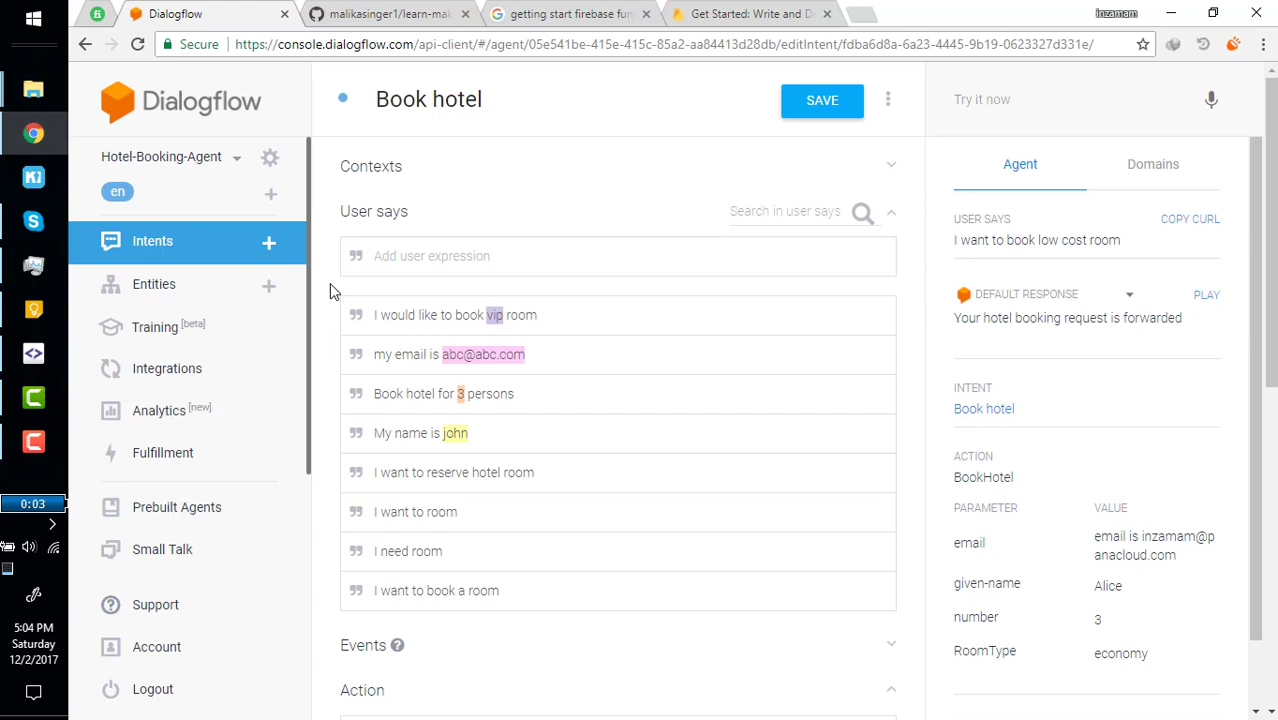 Dialogflow
malikasinger1/learn-mak
getting start firebase fun
Get Started: Write and De
inzamam
Secure
https://console.dialogflow.com/api-client/#/agent/05e541be-415e-415c-85a2-aa84413d28db/editIntent/fdba6d8a-6a23-4445-9b19-0623327d331e/
Dialogflow
Hotel-Booking-Agent
en
Intents
Entities
Training [beta]
Integrations
Analytics [new]
Fulfillment
Prebuilt Agents
Small Talk
Support
Account
Logout
Book hotel
SAVE
Contexts
User says
Search in user says
Add user expression
I would like to book vip room
my email is abc@abc.com
Book hotel for 3 persons
My name is john
I want to reserve hotel room
I want to room
I need room
I want to book a room
Events
Action
Try it now
Agent
Domains
USER SAYS
COPY CURL
I want to book low cost room
DEFAULT RESPONSE
PLAY
Your hotel booking request is forwarded
INTENT
Book hotel
ACTION
BookHotel
PARAMETER
VALUE
email
email is inzamam@p
anacloud.com
given-name
Alice
number
3
RoomType
economy
0:03
5:04 PM
Saturday
12/2/2017